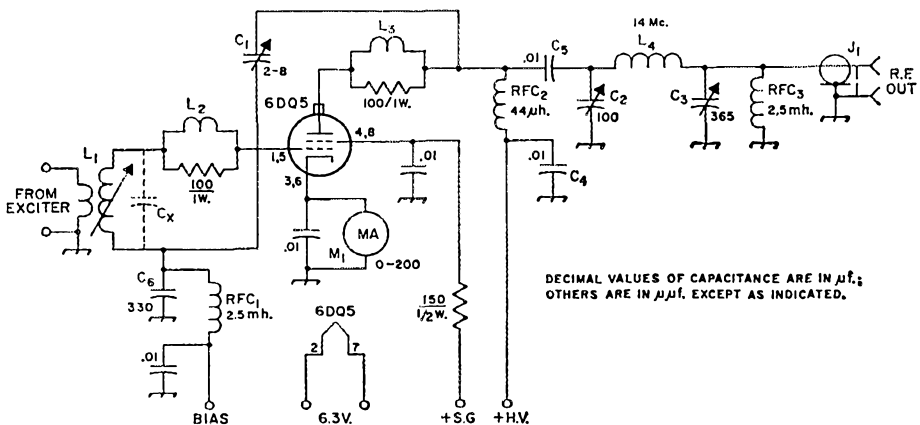 C1
2-8
L3
100/1W.
14 Mc.
L4
C5
.01
J1
R.F.
OUT
RFC2
44μh.
C2
100
C3
365
RFC3
2.5mh.
L2
100
1W.
6DQ5
4,8
1,5
3,6
.01
.01
C4
L1
FROM
EXCITER
CX
.01
M1
MA
0-200
C6
330
RFC1
2.5mh.
.01
BIAS
6DQ5
2
7
6.3V.
150
1/2W.
+S.G
+H.V.
DECIMAL VALUES OF CAPACITANCE ARE IN μf.;
OTHERS ARE IN μμf. EXCEPT AS INDICATED.